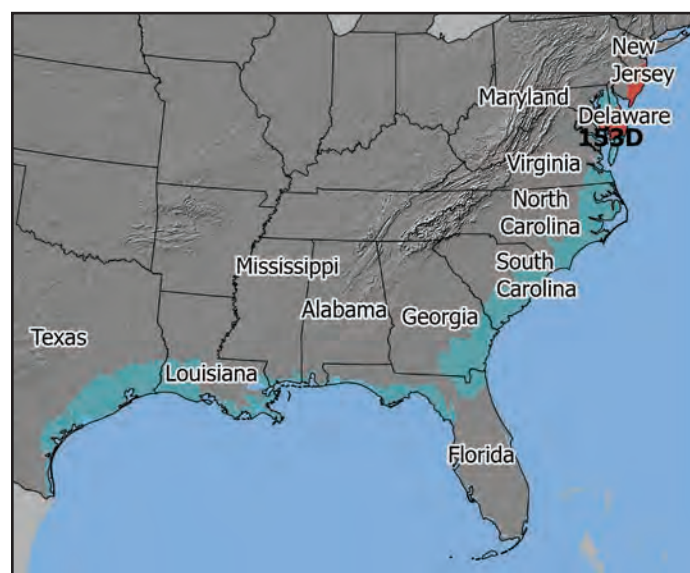 New
Jersey
Maryland
Delaware
153D
Virginia
North
Carolina
South
Carolina
Mississippi
Alabama
Georgia
Texas
Louisiana
Florida